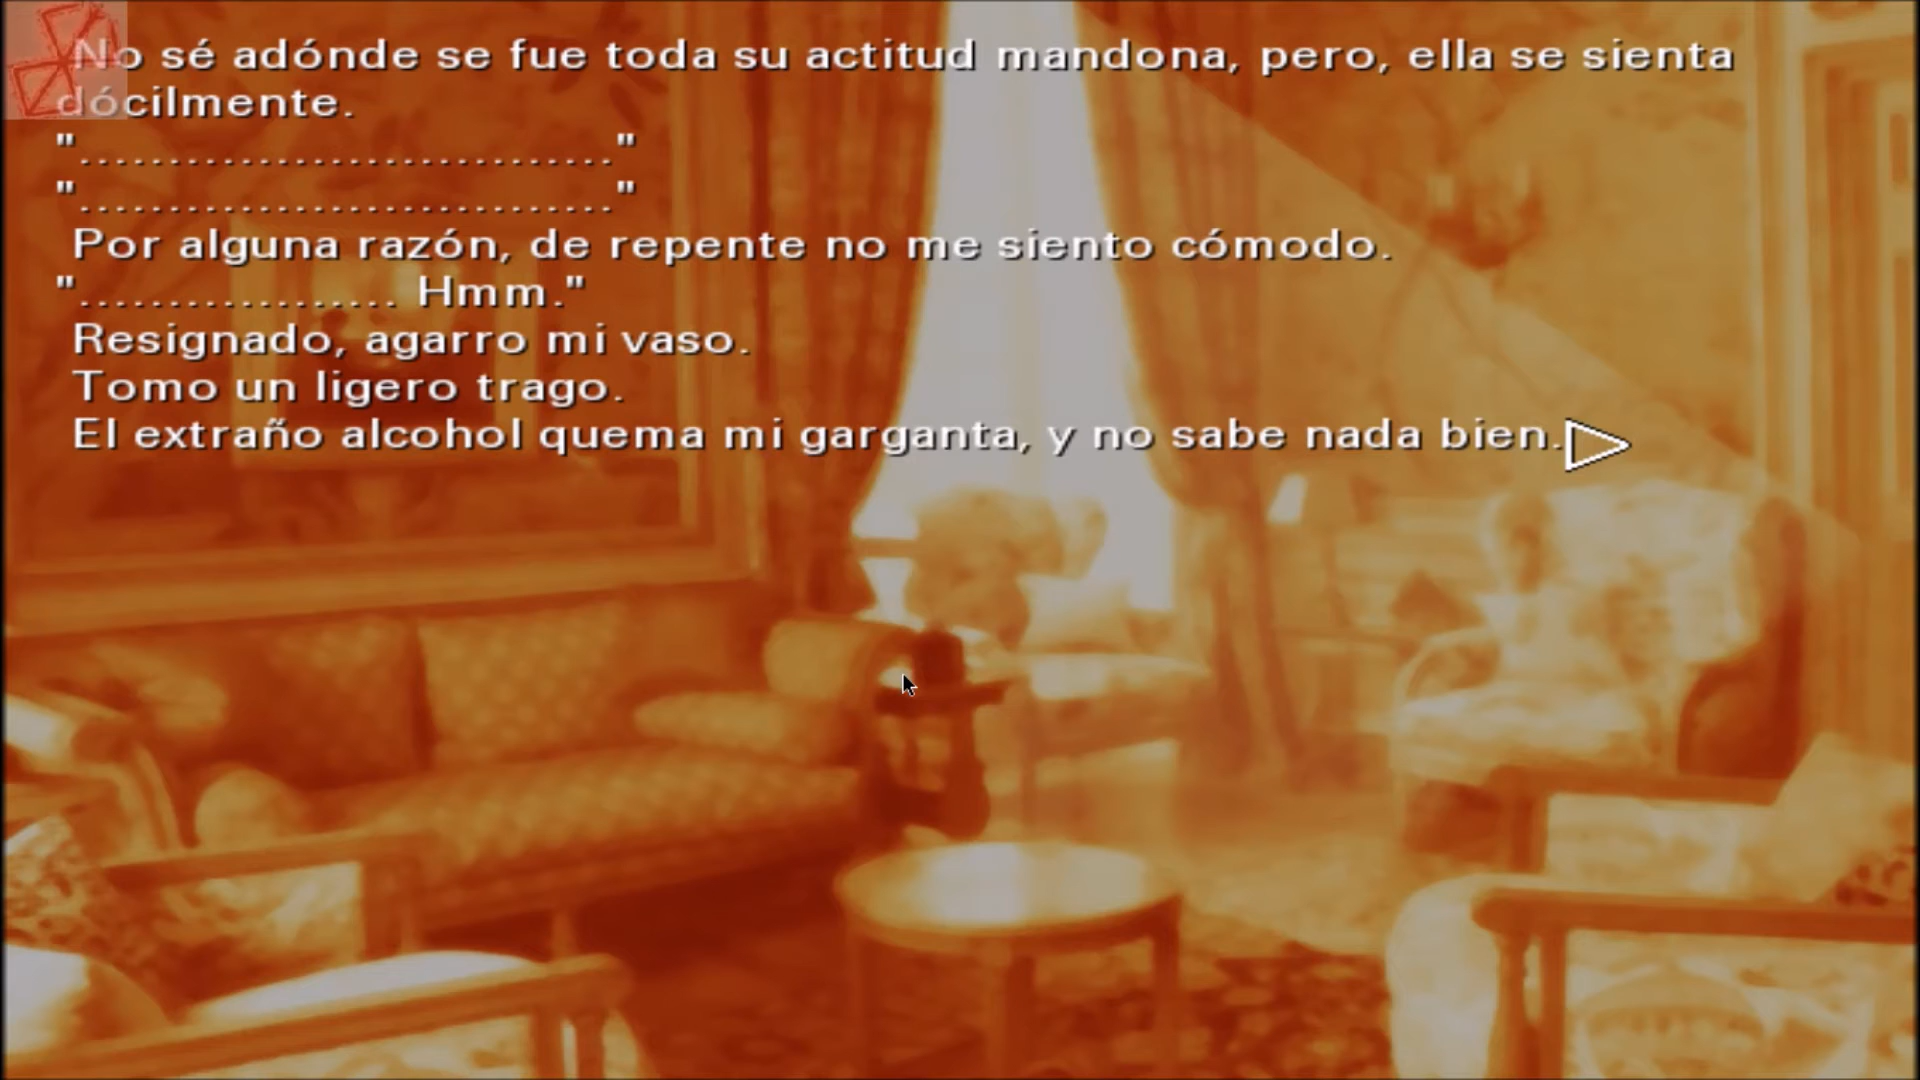 No sé adónde se fue toda su actitud mandona, pero, ella se sienta
dócilmente.
".............................."
".............................."
Por alguna razón, de repente no me siento cómodo.
".................. Hmm."
Resignado, agarro mi vaso.
Tomo un ligero trago.
El extraño alcohol quema mi garganta, y no sabe nada bien.